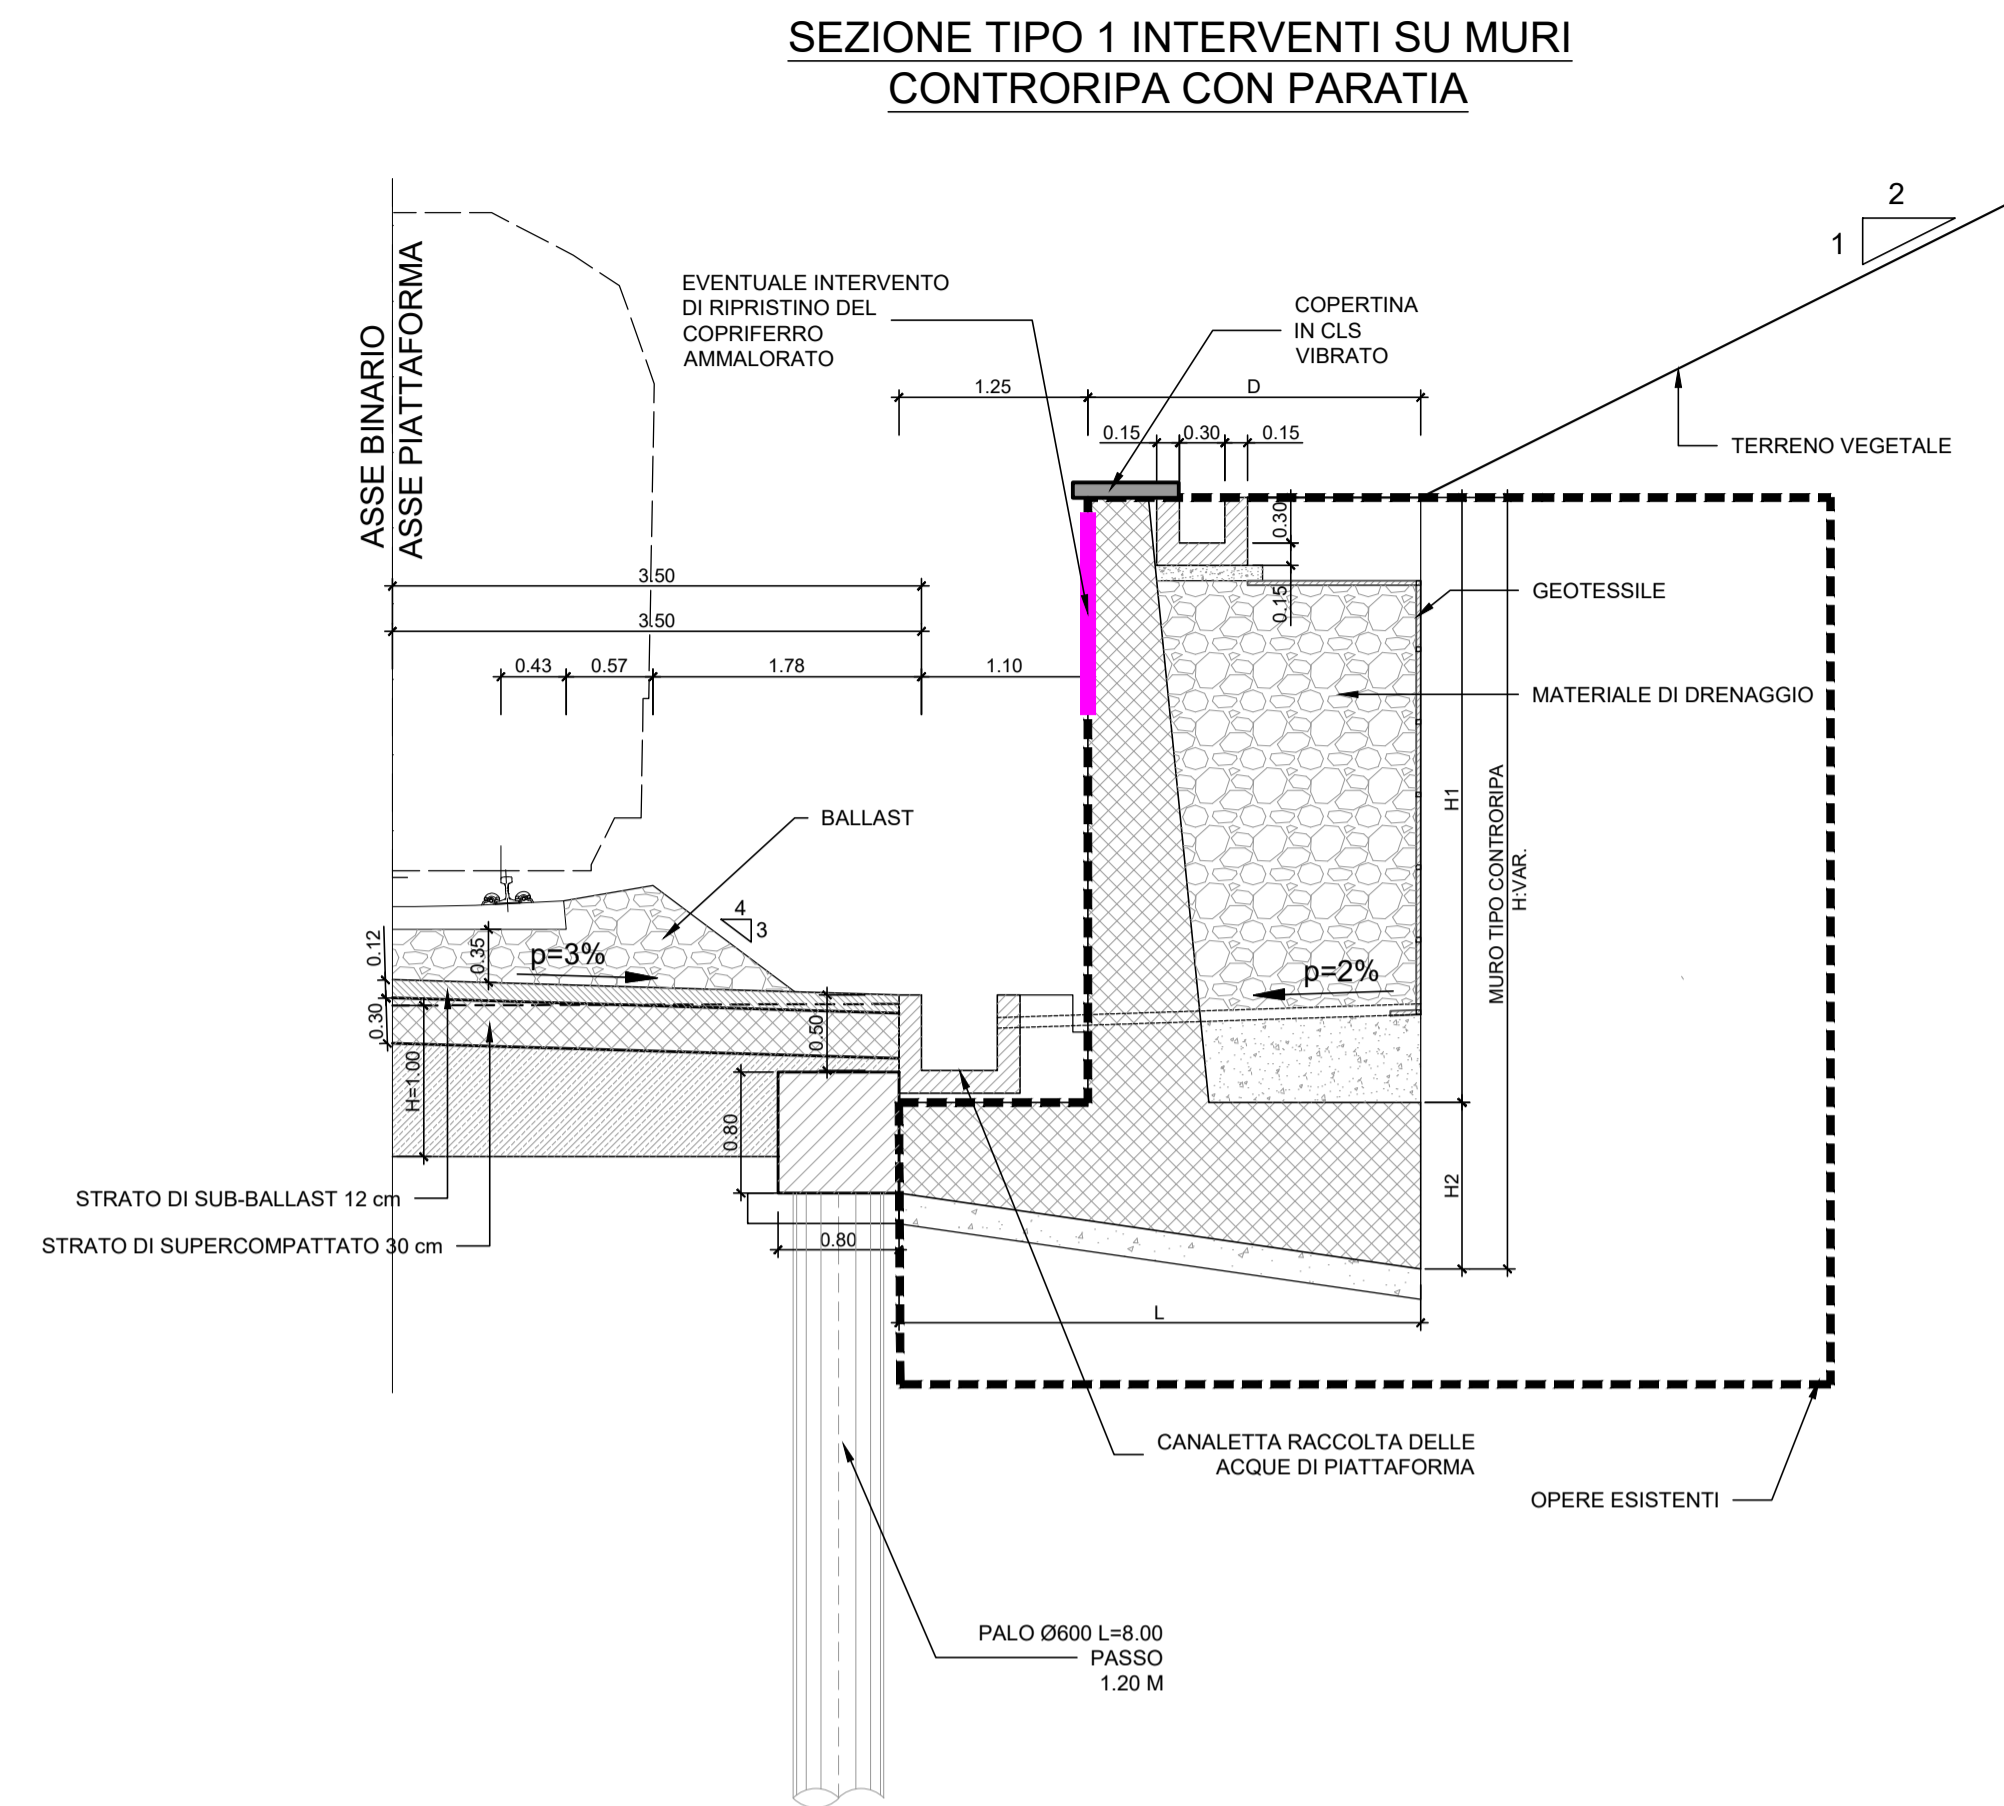 SEZIONE TIPO 1 INTERVENTI SU MURI
CONTRORIPA CON PARATIA
2
1
ASSE BINARIO
ASSE PIATTAFORMA
EVENTUALE INTERVENTO
DI RIPRISTINO DEL
COPRIFERRO
AMMALORATO
COPERTINA
IN CLS
VIBRATO
1.25
D
0.15
0.30
0.15
TERRENO VEGETALE
0.30
0.15
3.50
3.50
GEOTESSILE
0.43
0.57
1.78
1.10
MATERIALE DI DRENAGGIO
H1
MURO TIPO CONTRORIPA
H:VAR.
BALLAST
4
3
0.12
0.35
p=3%
p=2%
0.30
0.50
H=1.00
0.80
H2
STRATO DI SUB-BALLAST 12 cm
STRATO DI SUPERCOMPATTATO 30 cm
0.80
L
CANALETTA RACCOLTA DELLE
ACQUE DI PIATTAFORMA
OPERE ESISTENTI
PALO Ø600 L=8.00
PASSO
1.20 M